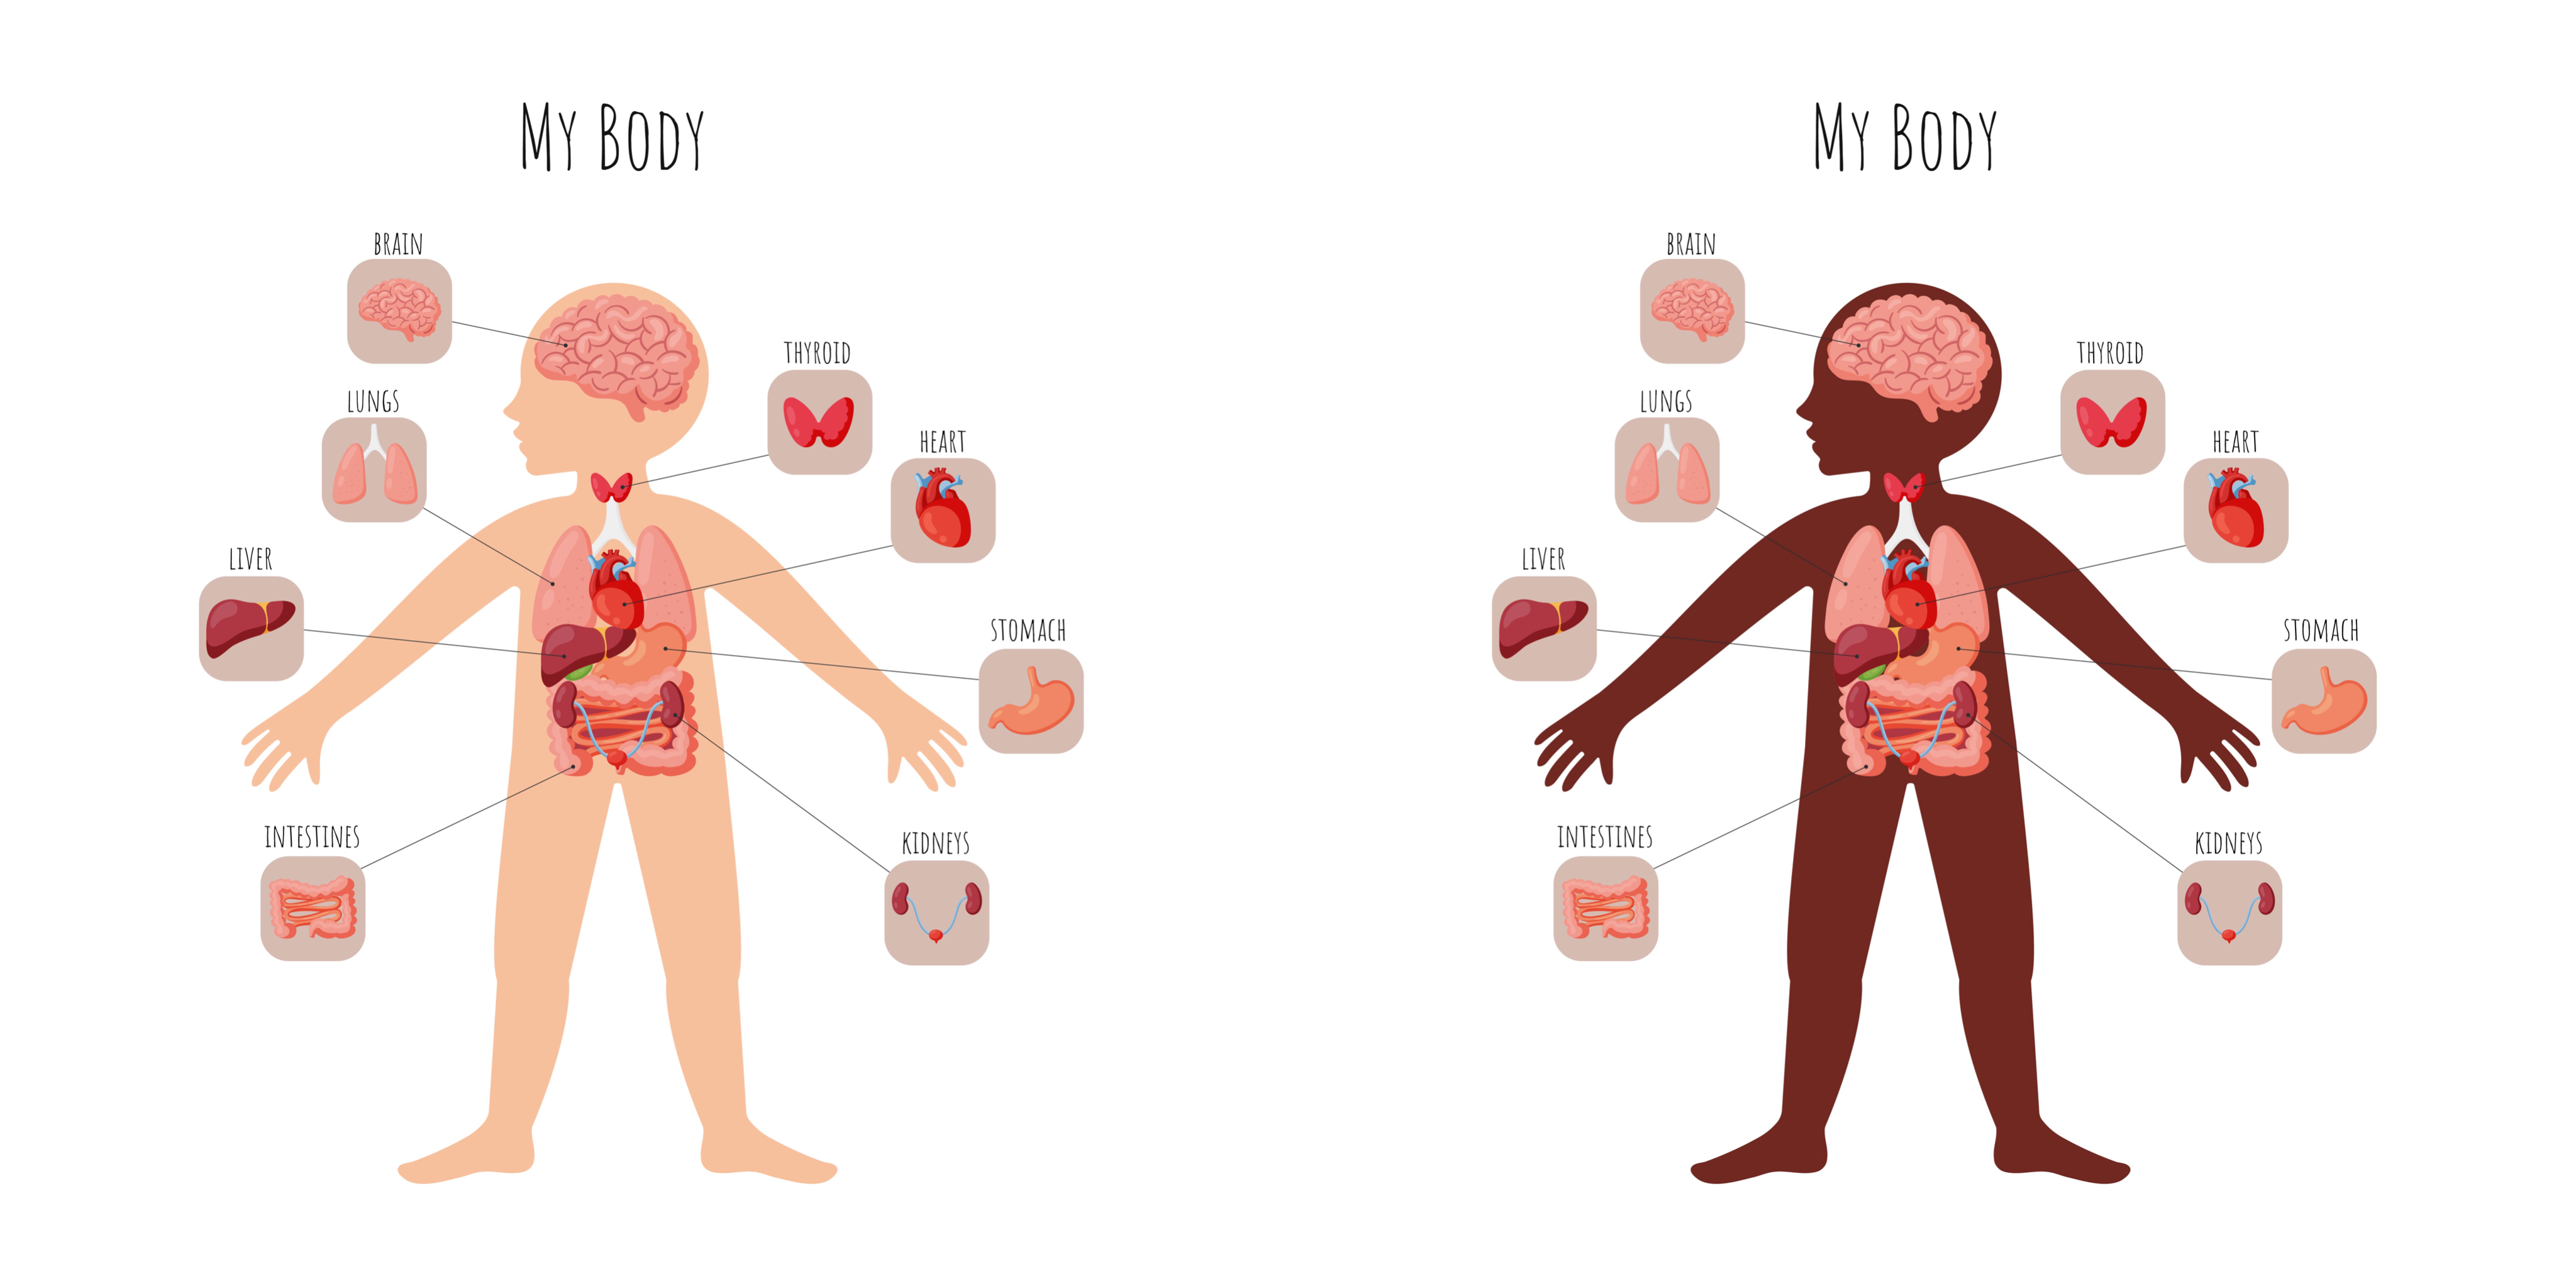 MY BODY
BRAIN
THYROID
LUNGS
HEART
LIVER
STOMACH
INTESTINES
KIDNEYS
MY BODY
BRAIN
THYROID
LUNGS
HEART
LIVER
STOMACH
INTESTINES
KIDNEYS